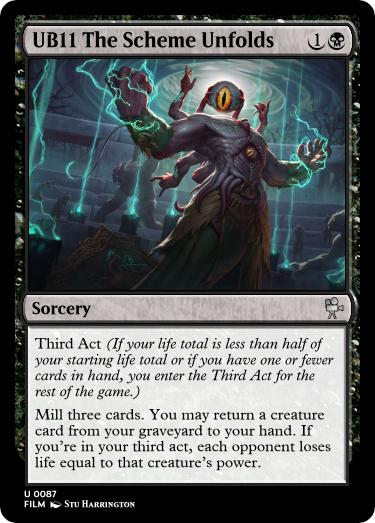 UB11 The Scheme Unfolds 1
Sorcery
Third Act (If your life total is less than half of
your starting life total or if you have one or fewer
cards in hand, you enter the Third Act for the
rest of the game.)
Mill three cards. You may return a creature
card from your graveyard to your hand. If
you're in your third act, each opponent loses
life equal to that creature's power.
U 0087
FILM Stu Harrington